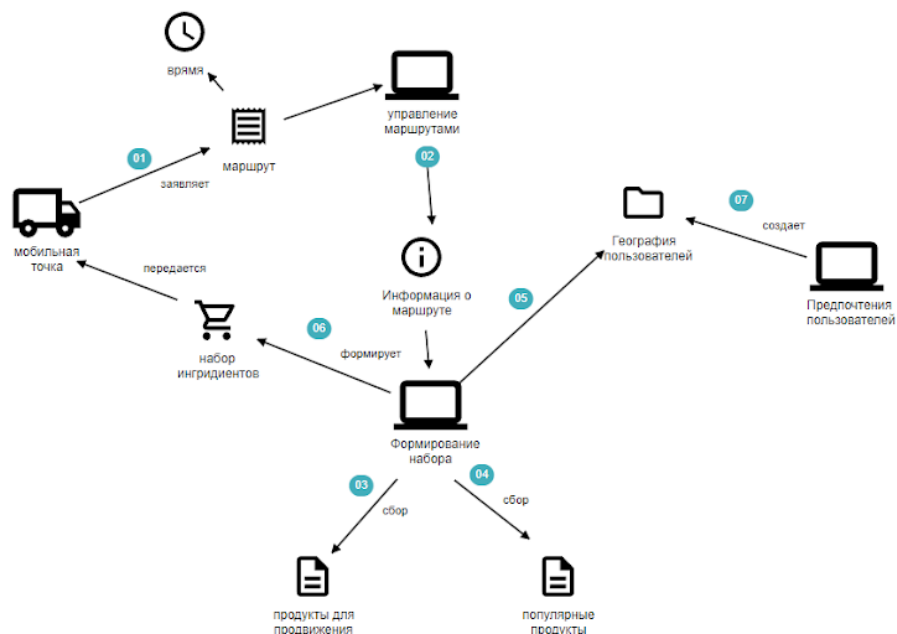 врямя
управление
маршрутами
маршрут
01
заявляет
02
мобильная
точка
передается
07
создает
География
пользователей
Предпочтения
пользователей
Информация о
маршруте
05
06
формирует
набор
ингридиентов
Формирование
набора
03
сбор
04
сбор
продукты для
продвижения
популярные
продукты